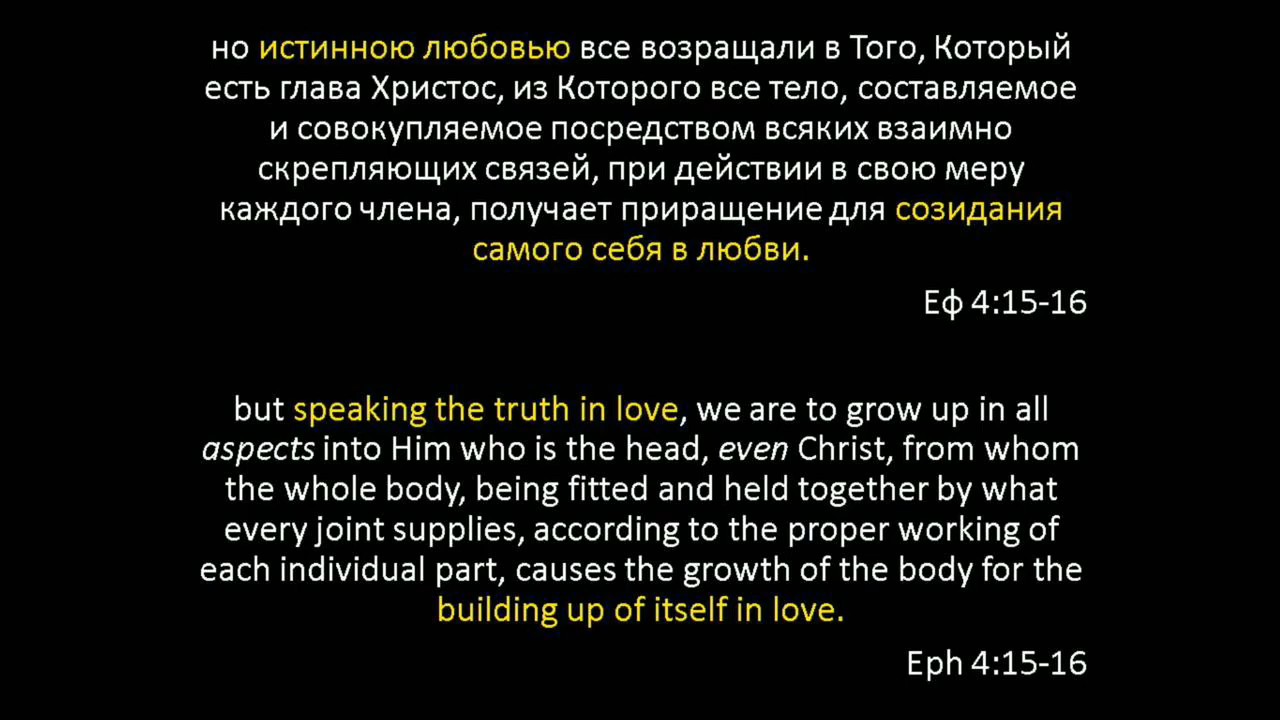 но истинною любовью все возращали в Того, Который
есть глава Христос, из Которого все тело, составляемое
и совокупляемое посредством всяких взаимно
скрепляющих связей, при действии в свою меру
каждого члена, получает приращение для созидания
самого себя в любви.
Еф 4:15-16
but speaking the truth in love, we are to grow up in all
aspects into Him who is the head, even Christ, from whom
the whole body, being fitted and held together by what
every joint supplies, according to the proper working of
each individual part, causes the growth of the body for the
building up of itself in love.
Eph 4:15-16